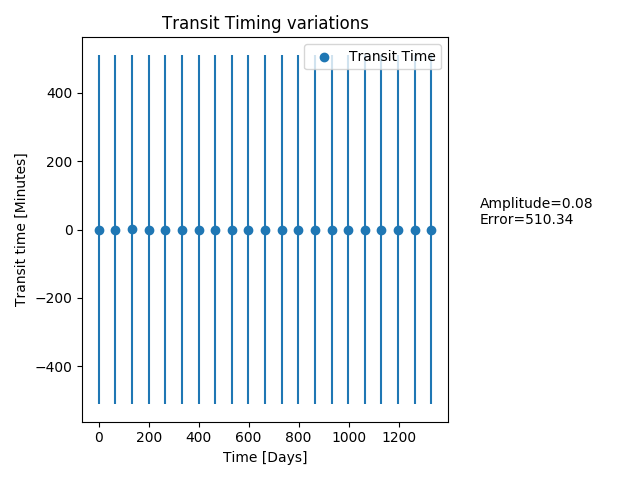 Transit Timing variations
Transit Time
400
200
0
−200
−400
Transit time [Minutes]
0 200 400 600 800 1000 1200
Time [Days]
Amplitude=0.08
Error=510.34